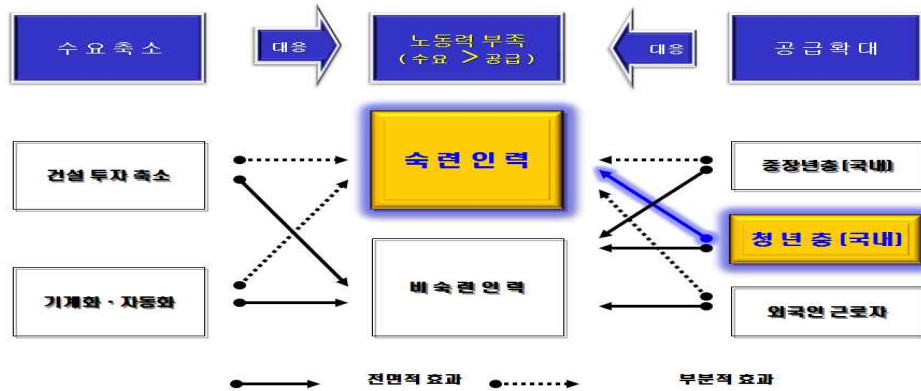 수요축소
대응
노동력 부족
(수요 > 공급)
대응
공급확대
숙련인력
건설 투자 축소
중장년층(국내)
청년층(국내)
비숙련인력
기계화·자동화
외국인 근로자
전면적 효과
부분적 효과